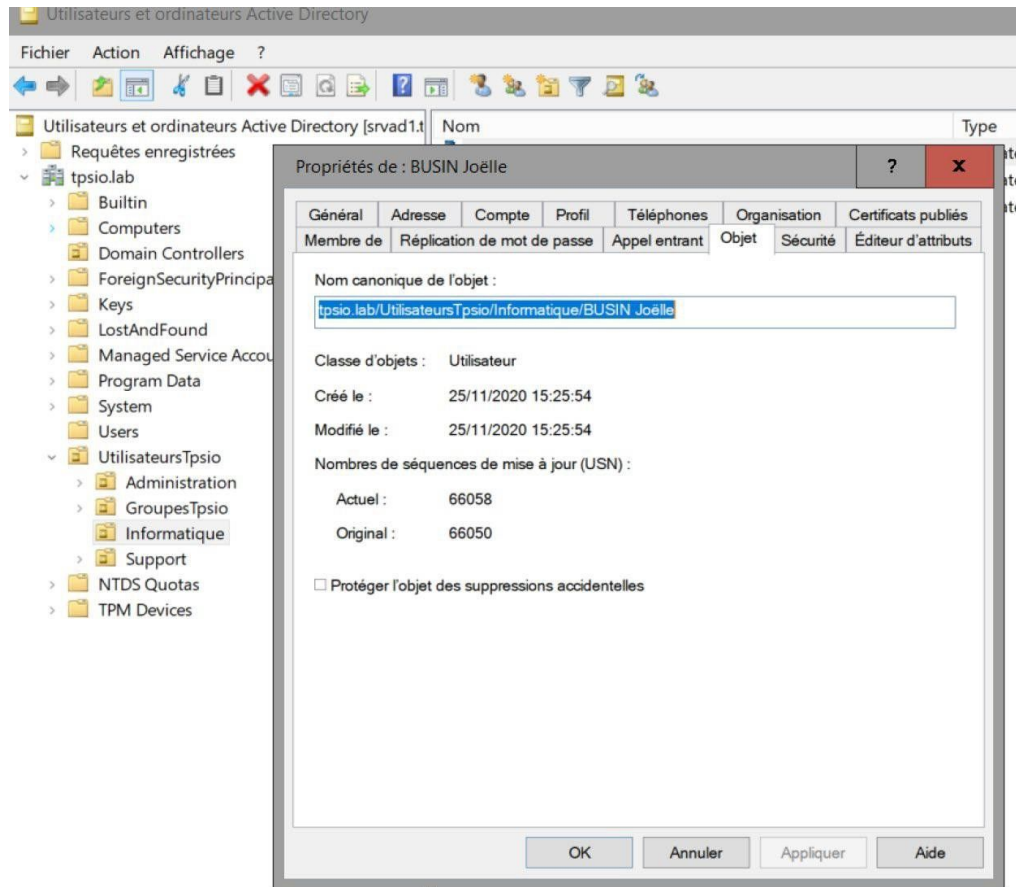 Utilisateurs et ordinateurs Active Directory
Fichier Action Affichage ?
Utilisateurs et ordinateurs Active Directory [srvad1.t
Nom Type
Requêtes enregistrées
tpsio.lab
Builtin
Computers
Domain Controllers
ForeignSecurityPrincipa
Keys
LostAndFound
Managed Service Accou
Program Data
System
Users
UtilisateursTpsio
Administration
GroupesTpsio
Informatique
Support
NTDS Quotas
TPM Devices
Propriétés de : BUSIN Joëlle ? x
Général Adresse Compte Profil Téléphones Organisation Certificats publiés
Membre de Réplication de mot de passe Appel entrant Objet Sécurité Éditeur d'attributs
Nom canonique de l'objet :
tpsio.lab/UtilisateursTpsio/Informatique/BUSIN Joëlle
Classe d'objets : Utilisateur
Créé le : 25/11/2020 15:25:54
Modifié le : 25/11/2020 15:25:54
Nombres de séquences de mise à jour (USN) :
Actuel : 66058
Original : 66050
Protéger l'objet des suppressions accidentelles
OK Annuler Appliquer Aide